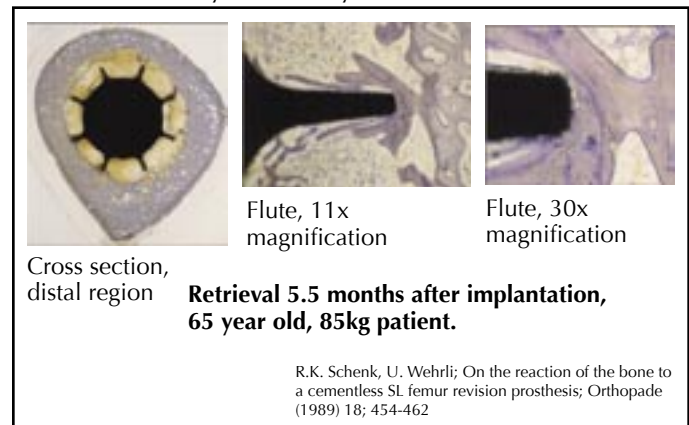 Flute, 11x
magnification
Flute, 30x
magnification
Cross section,
distal region
Retrieval 5.5 months after implantation,
65 year old, 85kg patient.
R.K. Schenk, U. Wehrli; On the reaction of the bone to
a cementless SL femur revision prosthesis; Orthopade
(1989) 18; 454-462